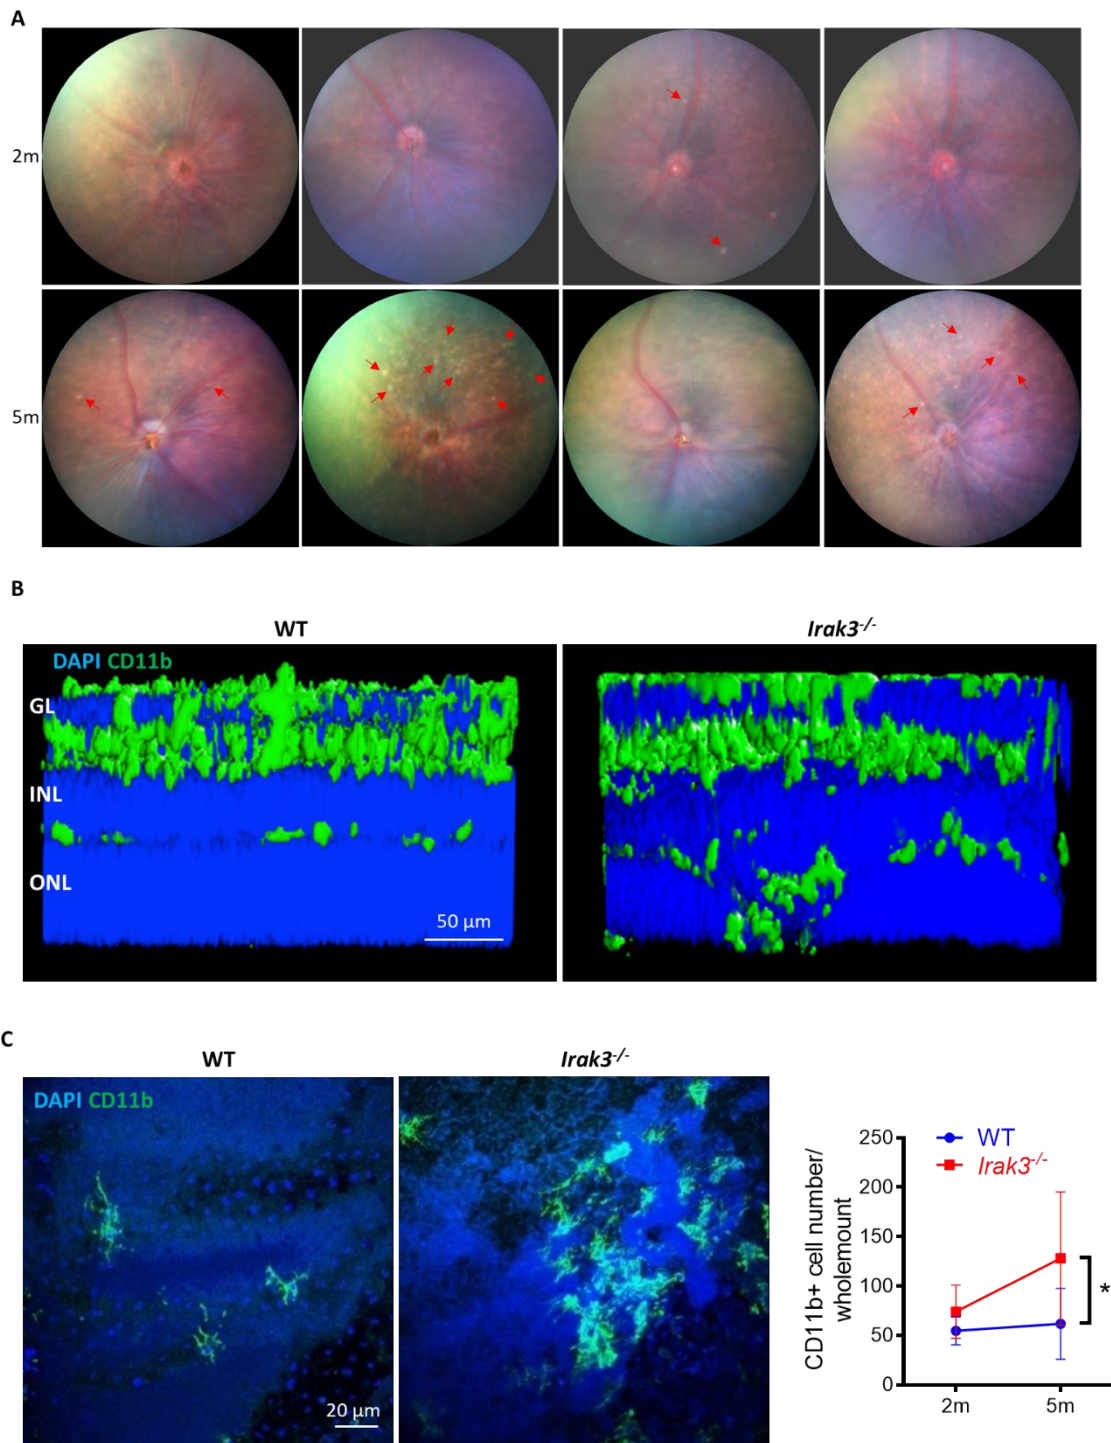 A
2m
5m
B
WT
Irak3-/-
DAPI CD11b
GL
INL
ONL
50 µm
C
WT
Irak3-/-
DAPI CD11b
20 µm
WT
Irak3-/-
CD11b+ cell number/
wholemount
250
200
150
100
50
0
*
2m
5m